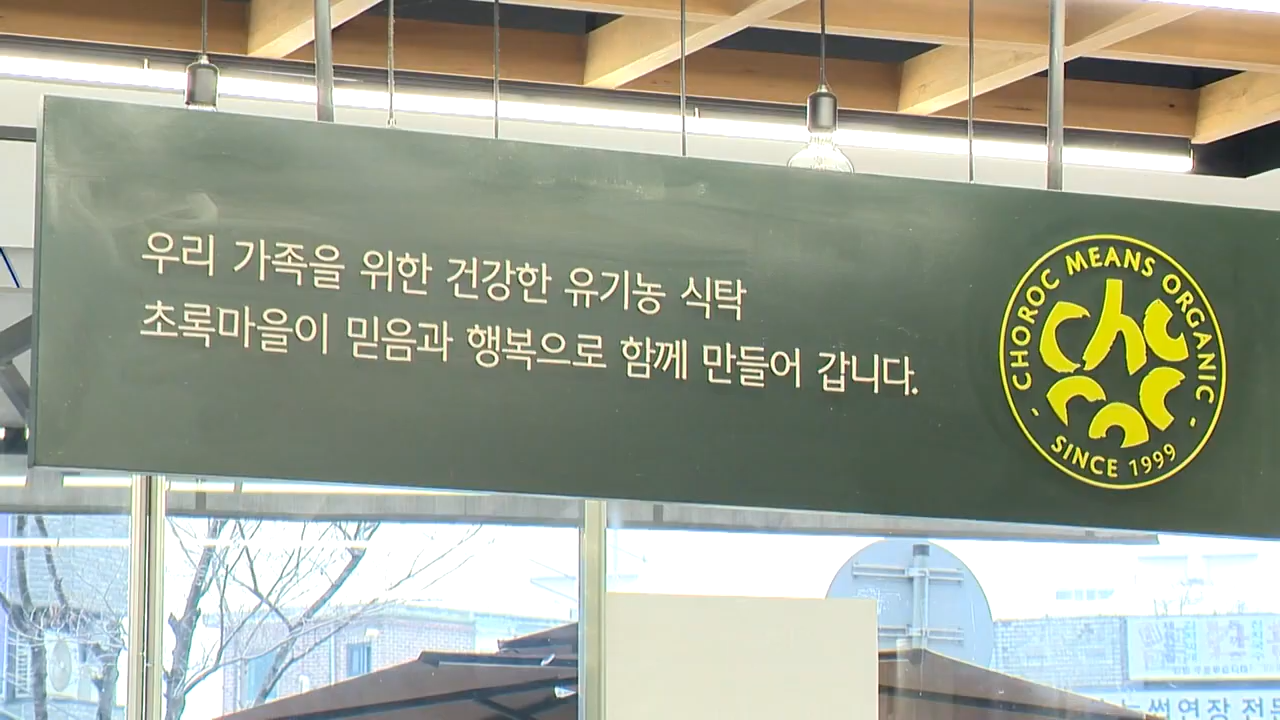 우리 가족을 위한 건강한 유기농 식탁
초록마을이 믿음과 행복으로 함께 만들어 갑니다.
CHOROC MEANS ORGANIC
choroc
- SINCE 1999 -